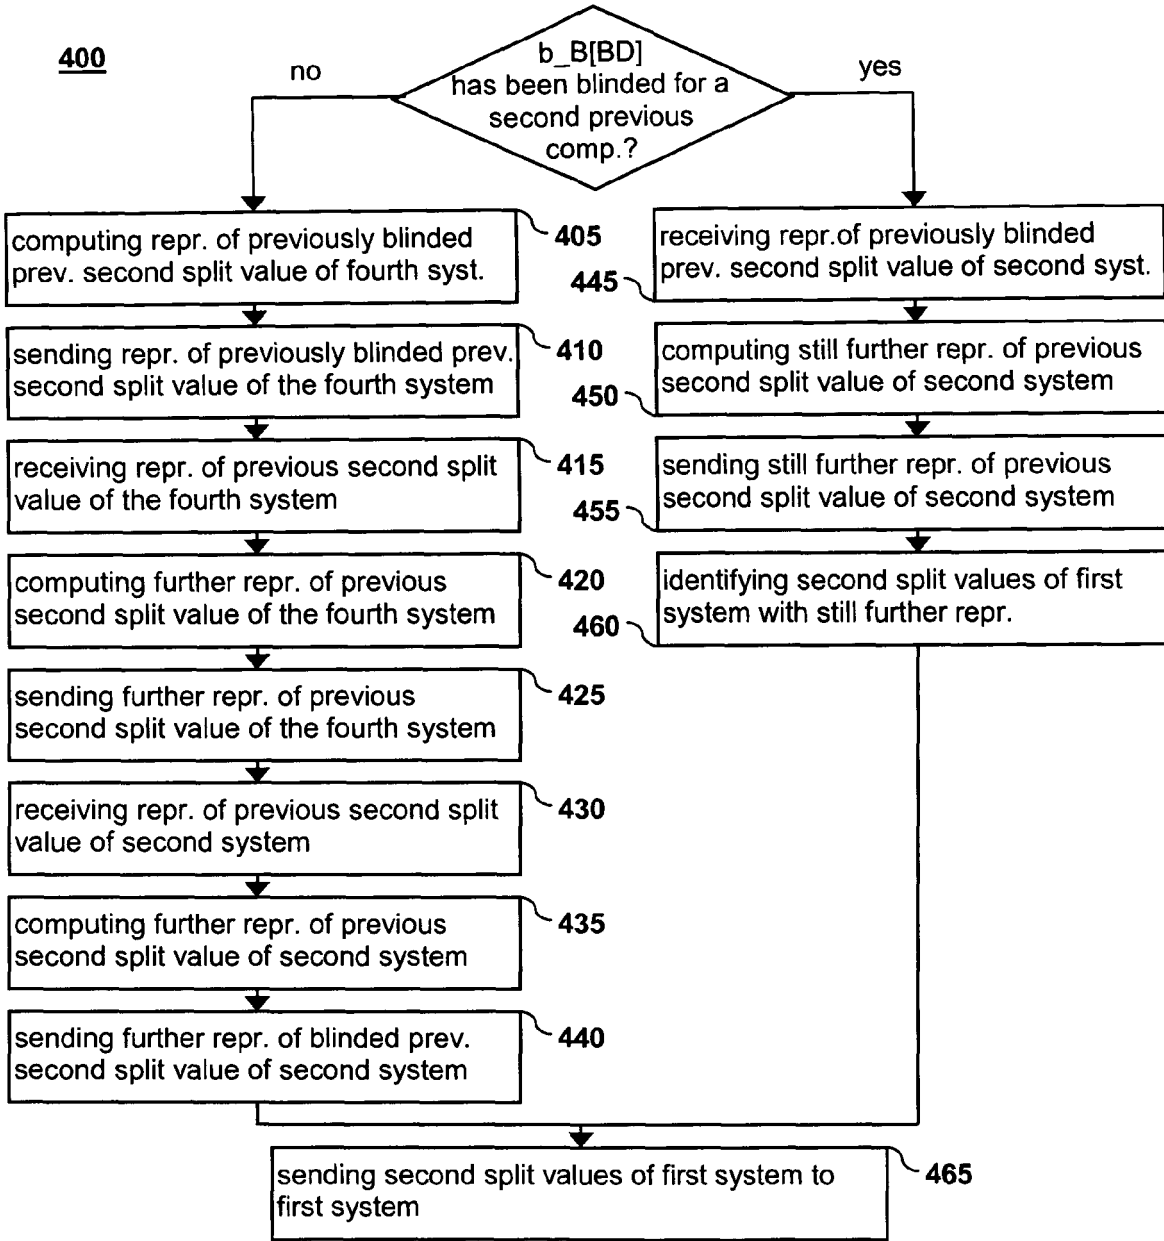 400
b_B[BD]
has been blinded for a
second previous
comp.?
no
yes
computing repr. of previously blinded
prev. second split value of fourth syst.
405
sending repr. of previously blinded prev.
second split value of the fourth system
410
receiving repr. of previous second split
value of the fourth system
415
computing further repr. of previous
second split value of the fourth system
420
sending further repr. of previous
second split value of the fourth system
425
receiving repr. of previous second split
value of second system
430
computing further repr. of previous
second split value of second system
435
sending further repr. of blinded prev.
second split value of second system
440
receiving repr.of previously blinded
prev. second split value of second syst.
445
computing still further repr. of previous
second split value of second system
450
sending still further repr. of previous
second split value of second system
455
identifying second split values of first
system with still further repr.
460
sending second split values of first system to
first system
465